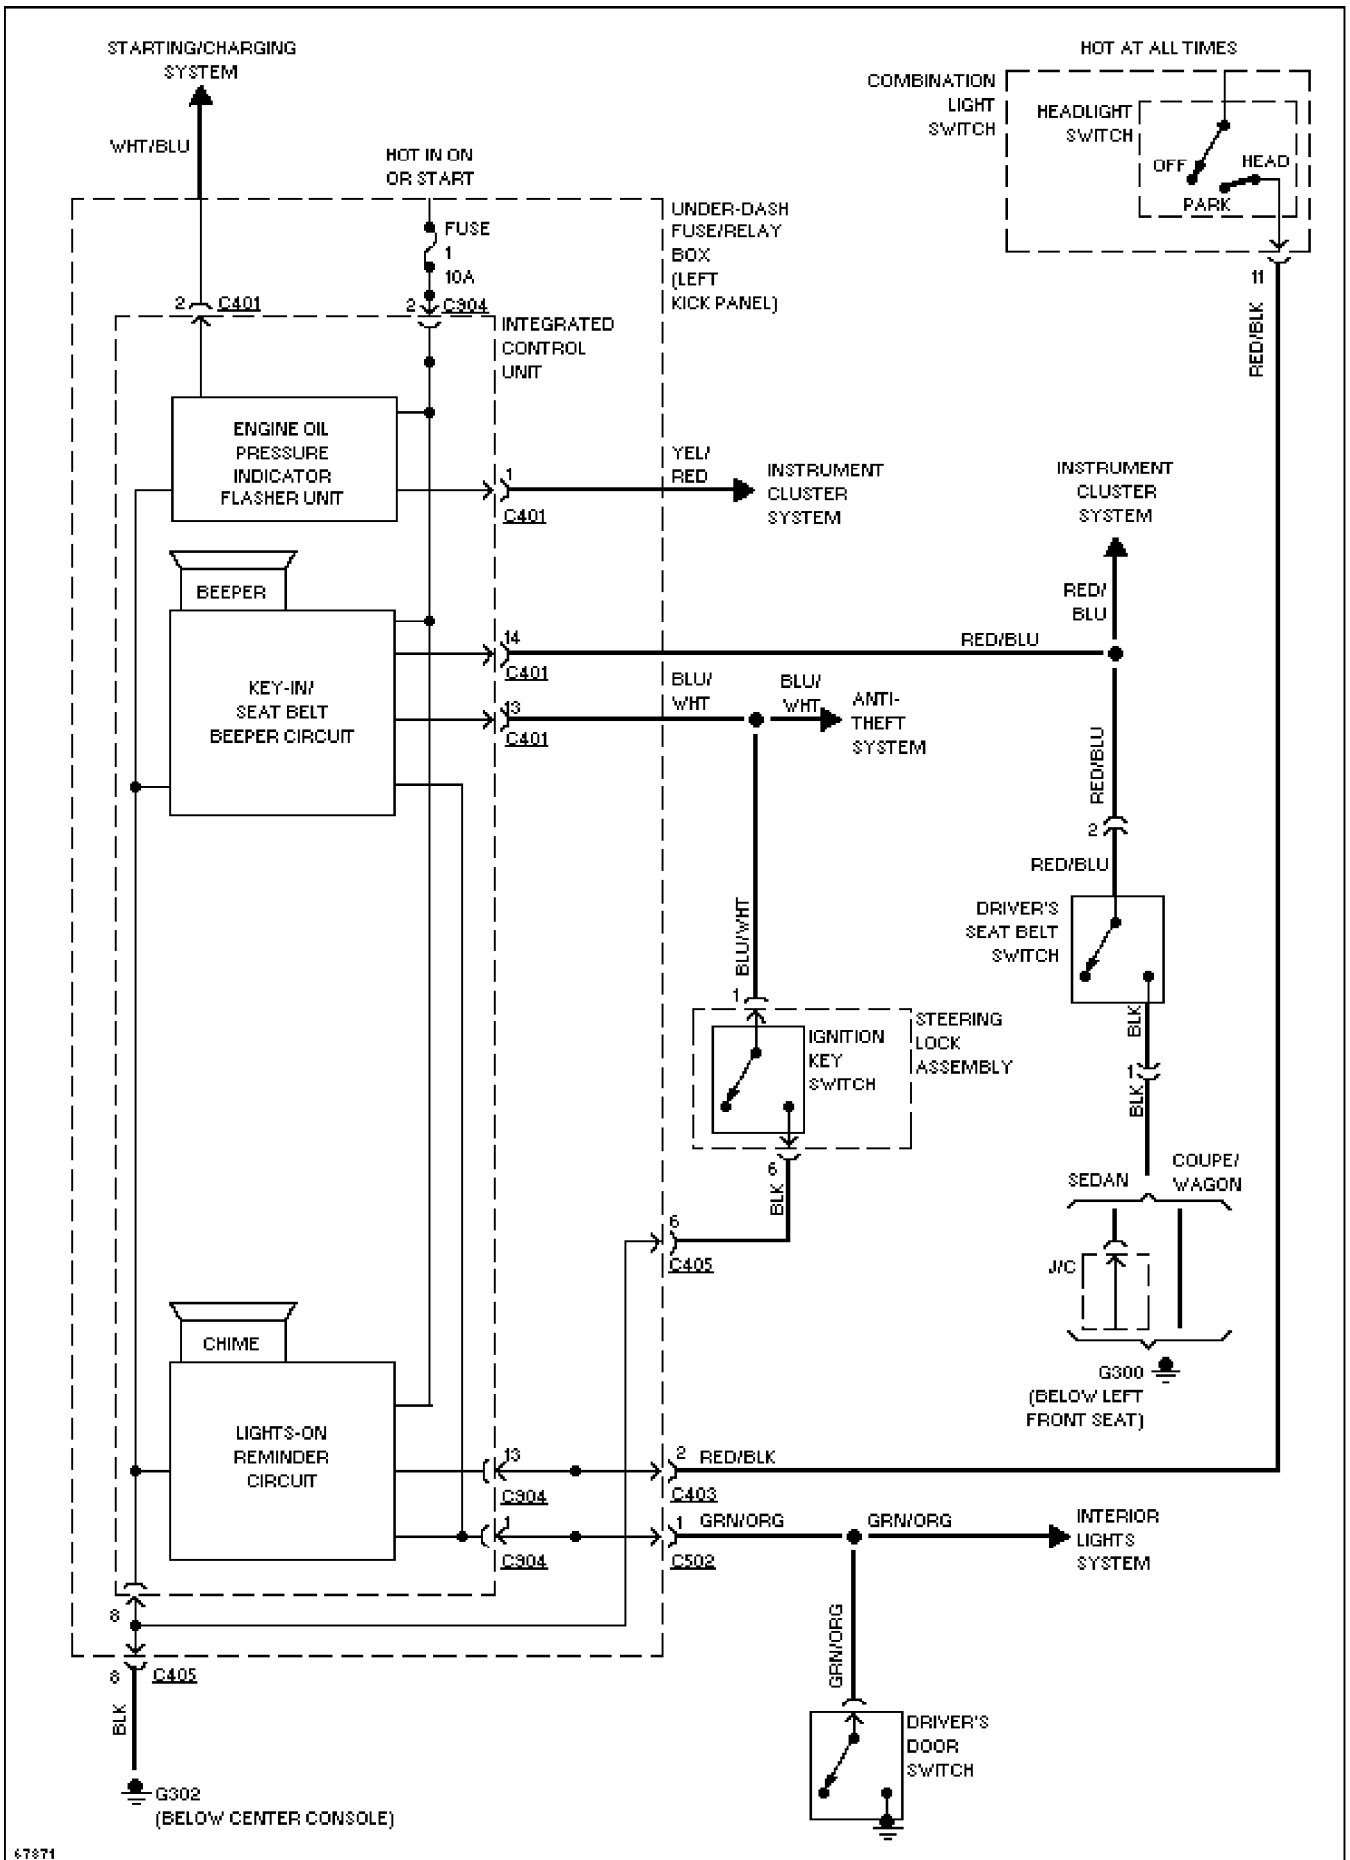 STARTING/CHARGING
SYSTEM
WHT/BLU
HOT IN ON
OR START
HOT AT ALL TIMES
COMBINATION
LIGHT
SWITCH
HEADLIGHT
SWITCH
OFF
HEAD
PARK
11
RED/BLK
UNDER-DASH
FUSE/RELAY
BOX
(LEFT
KICK PANEL)
FUSE
1
10A
2
C401
2
C904
INTEGRATED
CONTROL
UNIT
ENGINE OIL
PRESSURE
INDICATOR
FLASHER UNIT
1
C401
YEL/
RED
INSTRUMENT
CLUSTER
SYSTEM
INSTRUMENT
CLUSTER
SYSTEM
RED/
BLU
BEEPER
KEY-IN/
SEAT BELT
BEEPER CIRCUIT
14
C401
RED/BLU
13
C401
BLU/
WHT
BLU/
WHT
ANTI-
THEFT
SYSTEM
RED/BLU
2
RED/BLU
DRIVER'S
SEAT BELT
SWITCH
BLK
1
BLK
BLU/WHT
1
IGNITION
KEY
SWITCH
STEERING
LOCK
ASSEMBLY
6
BLK
6
C405
SEDAN
COUPE/
WAGON
J/C
G300
(BELOW LEFT
FRONT SEAT)
CHIME
LIGHTS-ON
REMINDER
CIRCUIT
13
C904
2
RED/BLK
C403
1
C904
1
GRN/ORG
C502
GRN/ORG
INTERIOR
LIGHTS
SYSTEM
GRN/ORG
DRIVER'S
DOOR
SWITCH
8
8
C405
BLK
G302
(BELOW CENTER CONSOLE)
67871